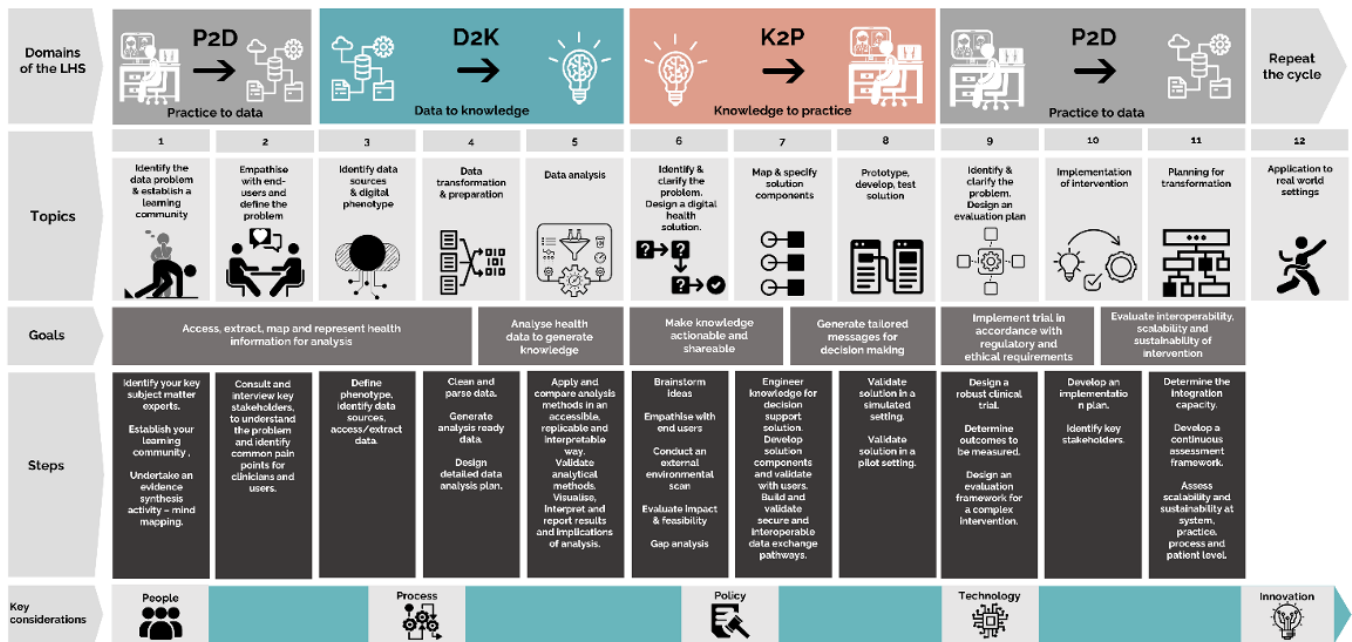 Domains
of the LHS
P2D
Practice to data
D2K
Data to knowledge
K2P
Knowledge to practice
P2D
Practice to data
Repeat
the cycle
Topics
1
Identify the
data problem
& establish a
learning
community
2
Empathise
with end-
users and
define the
problem
3
Identify data
sources
& digital
phenotype
4
Data
transformation
& preparation
010
101
010
5
Data analysis
6
Identify &
clarify the
problem.
Design a digital
health
solution.
? ?
?
7
Map & specify
solution
components
8
Prototype,
develop, test
solution
9
Identify &
clarify the
problem.
Design an
evaluation plan
10
Implementation
of intervention
11
Planning for
transformation
12
Application to
real world
settings
Goals
Access, extract, map and represent health
information for analysis
Analyse health
data to generate
knowledge
Make knowledge
actionable and
shareable
Generate tailored
messages for
decision making
Implement trial in
accordance with
regulatory and
ethical requirements
Evaluate interoperability,
scalability and
sustainability of
intervention
Steps
Identify your key
subject matter
experts.
Establish your
learning
community .
Undertake an
evidence
synthesis
activity – mind
mapping.
Consult and
interview key
stakeholders,
to understand
the problem
and identify
common pain
points for
clinicians and
users.
Define
phenotype,
identify data
sources,
access/extract
data.
Clean and
parse data.
Generate
analysis ready
data.
Design
detailed data
analysis plan.
Apply and
compare analysis
methods in an
accessible,
replicable and
interpretable
way.
Validate
analytical
methods.
Visualise,
Interpret and
report results
and implications
of analysis.
Brainstorm
Ideas
Empathise with
end users
Conduct an
external
environmental
scan
Evaluate impact
& feasibility
Gap analysis
Engineer
knowledge for
decision
support
solution.
Develop
solution
components
and validate
with users.
Build and
validate
secure and
interoperable
data exchange
pathways.
Validate
solution in a
simulated
setting.
Validate
solution in a
pilot setting.
Design a
robust clinical
trial.
Determine
outcomes to
be measured.
Design an
evaluation
framework for
a complex
intervention.
Develop an
implementatio
n plan.
Identify key
stakeholders.
Determine the
integration
capacity.
Develop a
continuous
assessment
framework.
Assess
scalability and
sustainability at
system,
practice,
process and
patient level.
Key
considerations
People
Process
Policy
Technology
Innovation